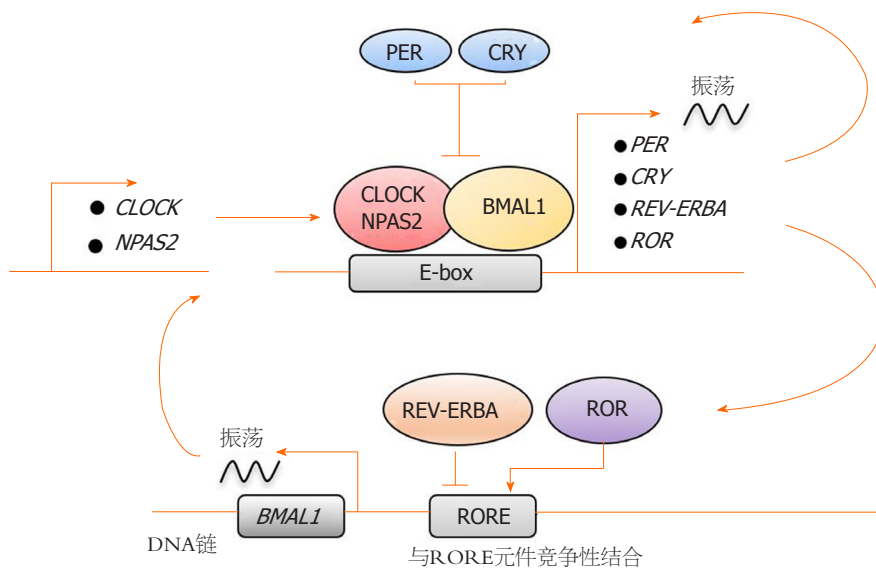 PER
CRY
振荡
CLOCK
NPAS2
CLOCK
NPAS2
BMAL1
PER
CRY
REV-ERBA
ROR
E-box
REV-ERBA
ROR
振荡
BMAL1
RORE
DNA链
与RORE元件竞争性结合